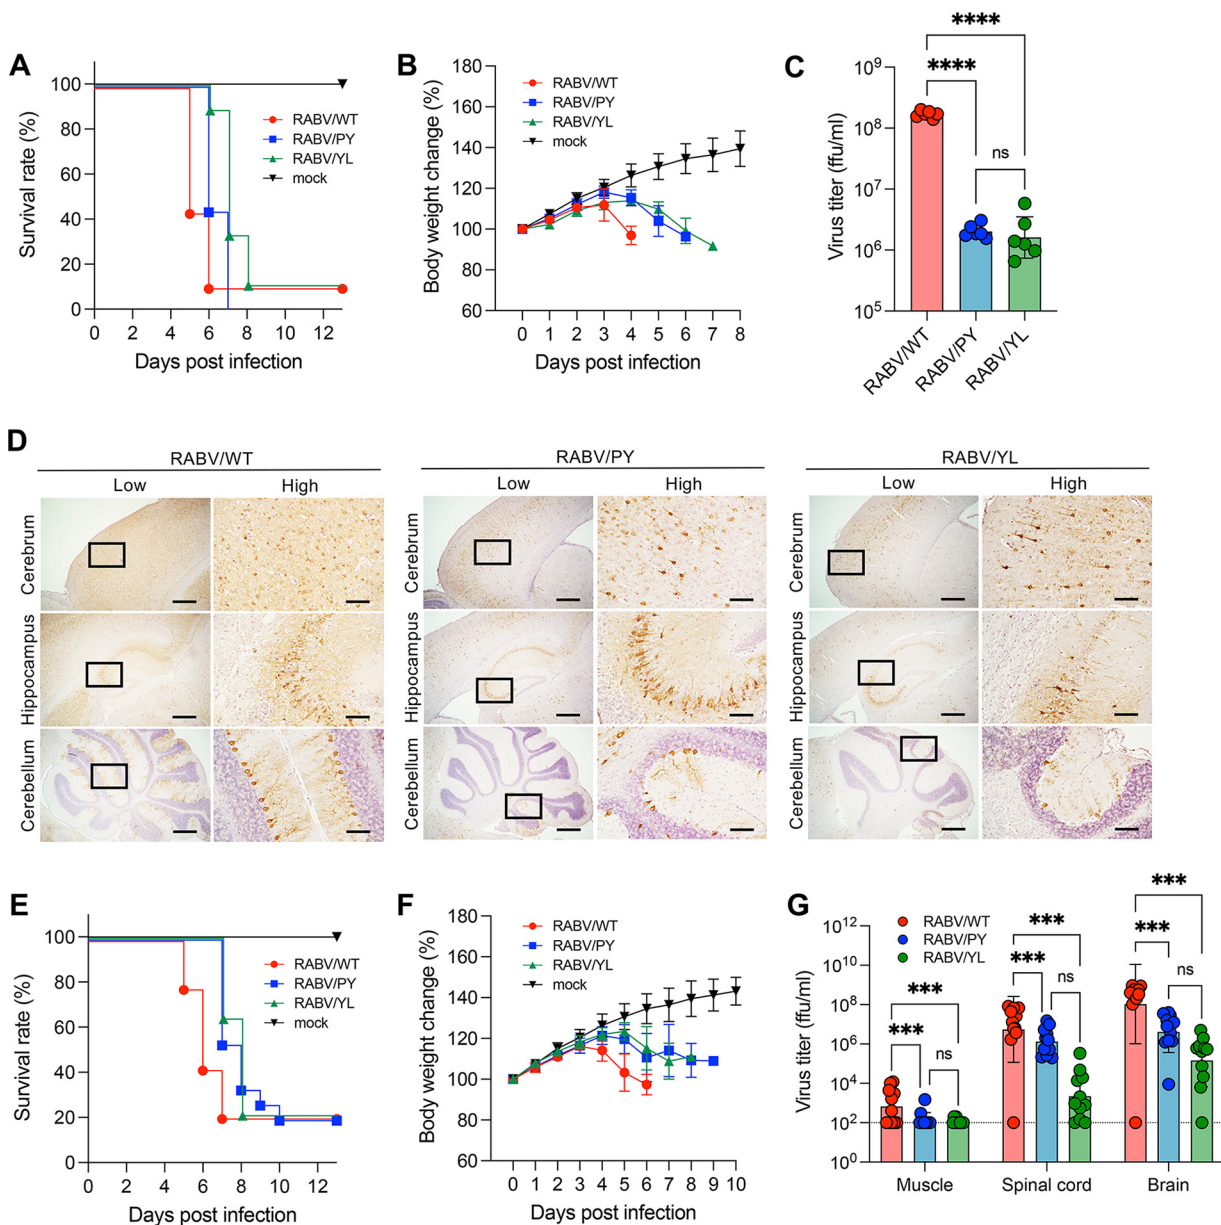 A
Survival rate (%)
100
80
60
40
20
0
0 2 4 6 8 10 12
Days post infection
RABV/WT
RABV/PY
RABV/YL
mock
B
Body weight change (%)
180
160
140
120
100
80
60
0 1 2 3 4 5 6 7 8
Days post infection
RABV/WT
RABV/PY
RABV/YL
mock
C
Virus titer (ffu/ml)
10⁹
10⁸
10⁷
10⁶
10⁵
****
****
ns
RABV/WT
RABV/PY
RABV/YL
D
RABV/WT
RABV/PY
RABV/YL
Low High
Low High
Low High
Cerebrum
Cerebrum
Cerebrum
Hippocampus
Hippocampus
Hippocampus
Cerebellum
Cerebellum
Cerebellum
E
Survival rate (%)
100
80
60
40
20
0
0 2 4 6 8 10 12
Days post infection
RABV/WT
RABV/PY
RABV/YL
mock
F
Body weight change (%)
180
160
140
120
100
80
60
0 1 2 3 4 5 6 7 8 9 10
Days post infection
RABV/WT
RABV/PY
RABV/YL
mock
G
Virus titer (ffu/ml)
10¹²
10¹⁰
10⁸
10⁶
10⁴
10²
10⁰
RABV/WT
RABV/PY
RABV/YL
***
***
ns
***
***
ns
***
***
ns
Muscle Spinal cord Brain